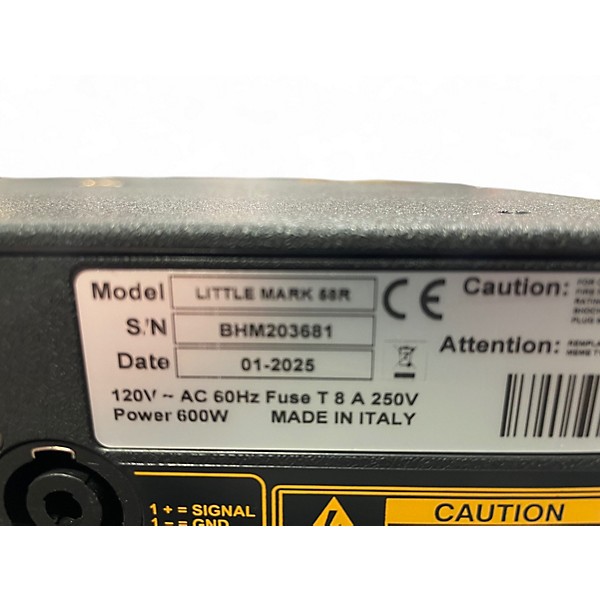 Model LITTLE MARK 58R
CE
Caution:
S/N BHM203681
Date 01-2025
Attention:
120V ~ AC 60Hz Fuse T 8 A 250V
Power 600W MADE IN ITALY
1 + = SIGNAL
1 - = GND
CAUTION